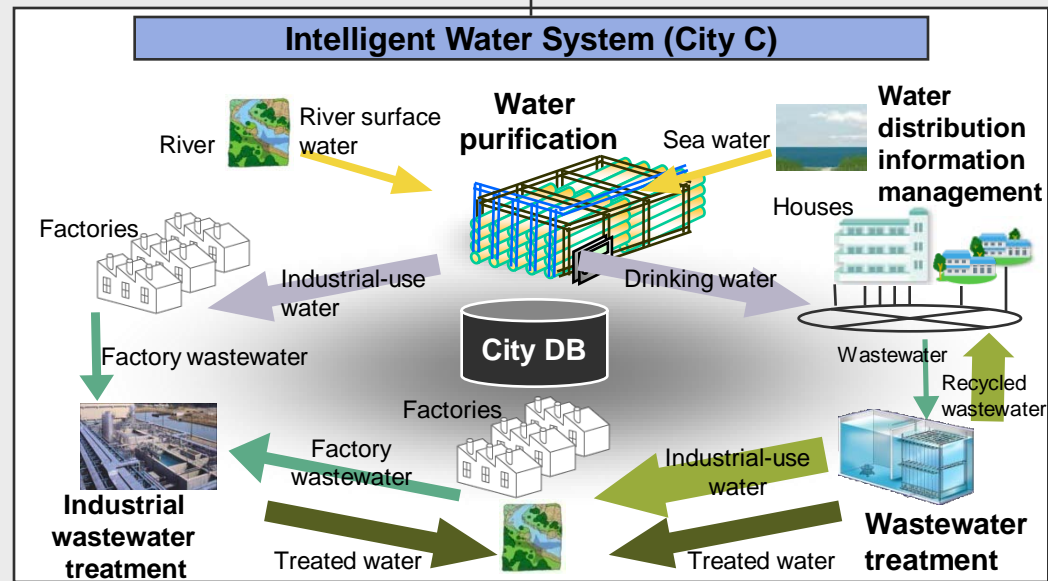 Intelligent Water System (City C)
River
River surface
water
Water
purification
Sea water
Water
distribution
information
management
Houses
Factories
Industrial-use
water
Drinking water
City DB
Factory wastewater
Wastewater
Recycled
wastewater
Factories
Factory
wastewater
Industrial-use
water
Industrial
wastewater
treatment
Treated water
Treated water
Wastewater
treatment